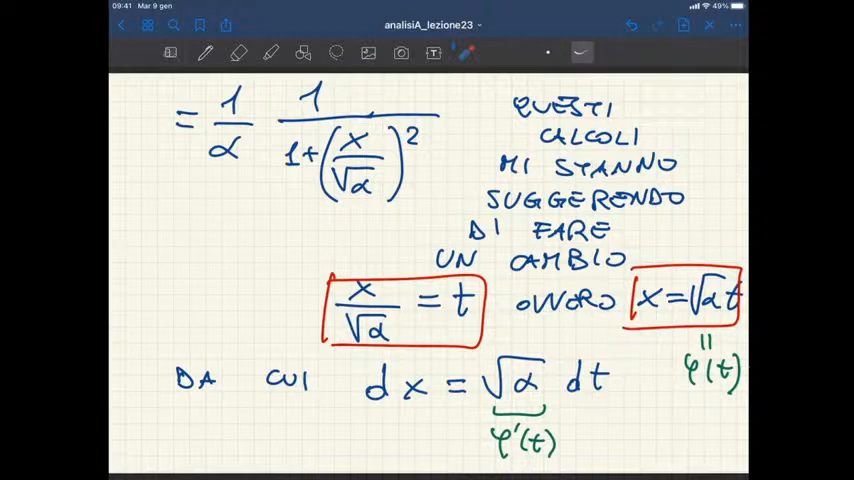 09:41 Mar 9 gen
49%
analisiA_lezione23
= 1/α 1/(1+(x/√α)²)
QUESTI
CALCOLI
MI STANNO
SUGGERENDO
DI FARE
UN CAMBIO
x/√α = t OVVERO x = √α t
= φ(t)
DA CUI dx = √α dt
φ'(t)